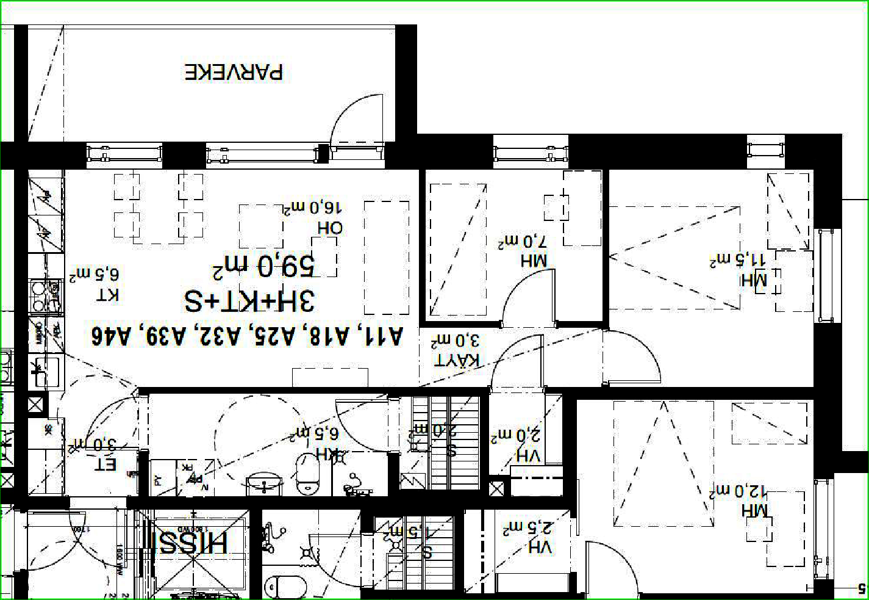 PARVEKE
OH
16,0 m²
MH
7,0 m²
MH
11,5 m²
KT
6,5 m²
3H+KT+S
59,0 m²
A11, A18, A25, A32, A39, A46
KÄYT
3,0 m²
ET
3,0 m²
KH
6,5 m²
S
2,0 m²
VH
2,0 m²
MH
12,0 m²
SK
PY
PK
HISSI
S
1,5 m²
VH
2,5 m²
5